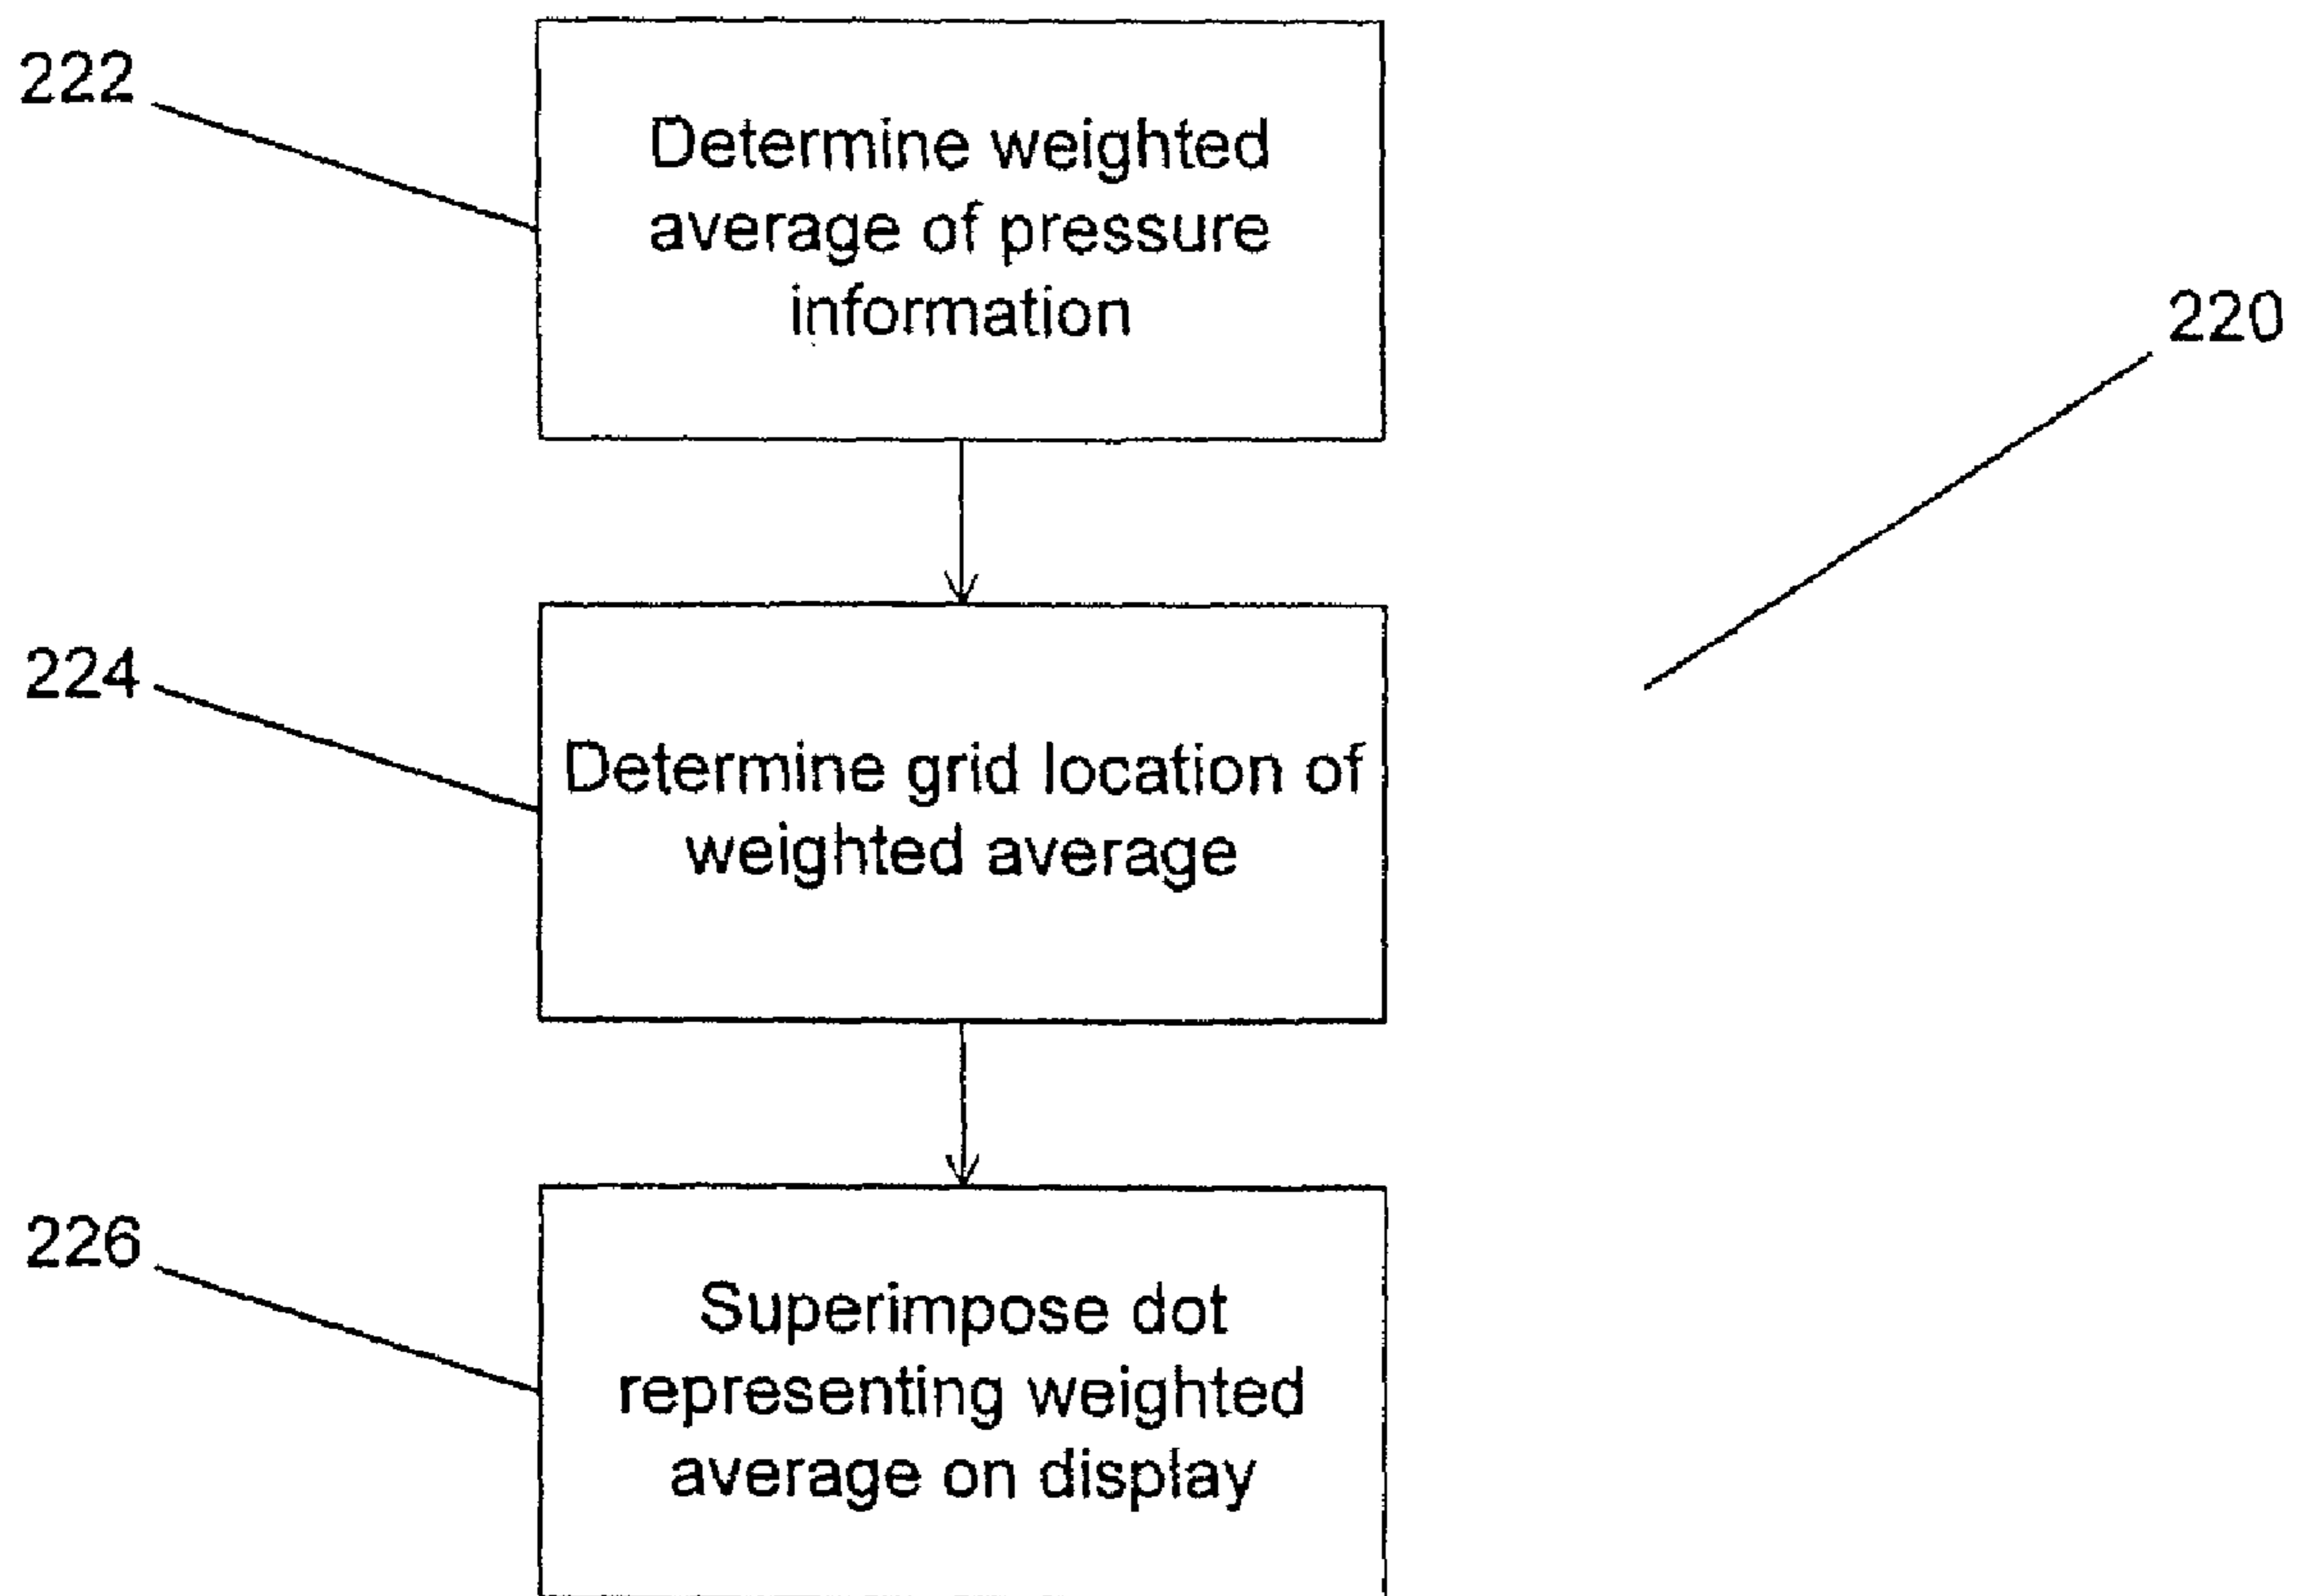 222
Determine weighted
average of pressure
information
220
224
Determine grid location of
weighted average
226
Superimpose dot
representing weighted
average on display